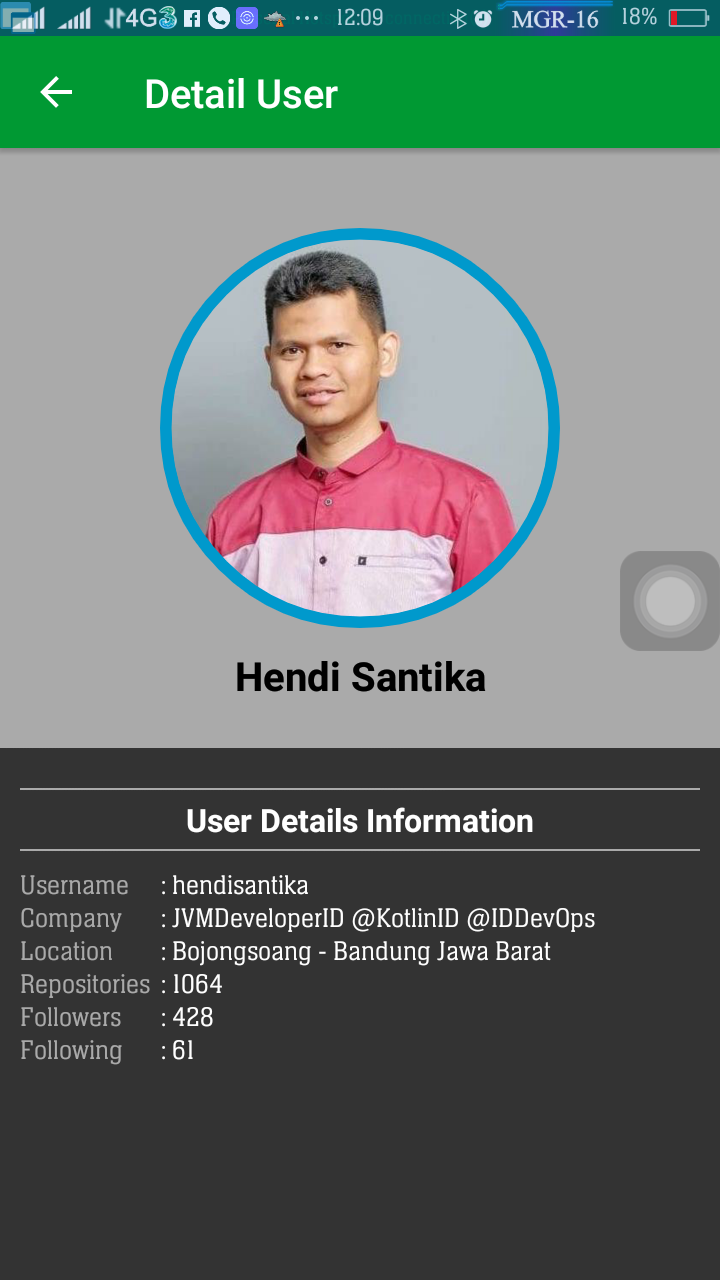 4G 12:09 MGR-16 18%
Detail User
Hendi Santika
User Details Information
Username : hendisantika
Company : JVMDeveloperID @KotlinID @IDDevOps
Location : Bojongsoang - Bandung Jawa Barat
Repositories : 1064
Followers : 428
Following : 61